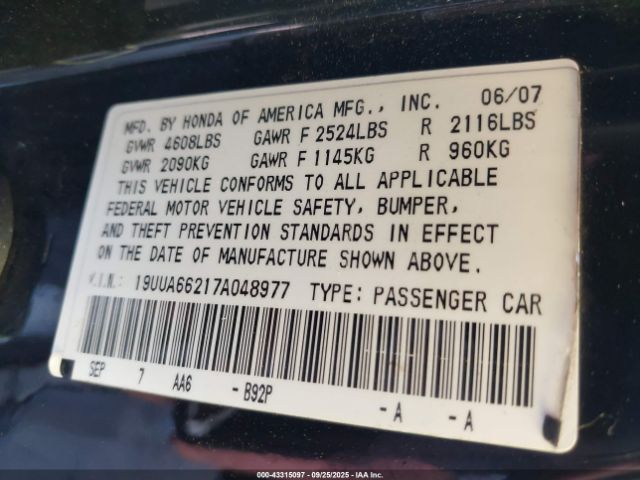 MFD. BY HONDA OF AMERICA MFG., INC. 06/07
GVWR 4608LBS GAWR F 2524LBS R 2116LBS
GVWR 2090KG GAWR F 1145KG R 960KG
THIS VEHICLE CONFORMS TO ALL APPLICABLE
FEDERAL MOTOR VEHICLE SAFETY, BUMPER,
AND THEFT PREVENTION STANDARDS IN EFFECT
ON THE DATE OF MANUFACTURE SHOWN ABOVE.
V.I.N.: 19UUA66217A048977 TYPE: PASSENGER CAR
SEP 7 AA6 - B92P - A - A
000-43315097 - 09/25/2025 - IAA Inc.